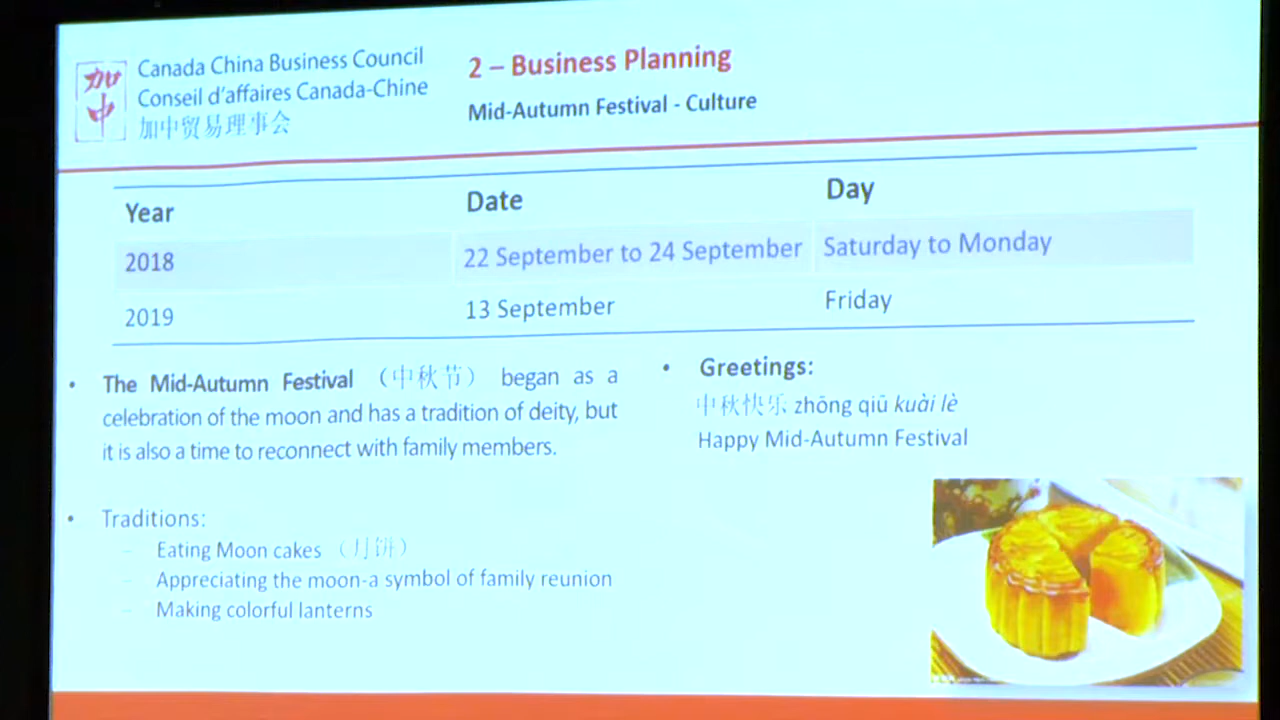 加中
Canada China Business Council
Conseil d'affaires Canada-Chine
加中贸易理事会
2 – Business Planning
Mid-Autumn Festival - Culture
Year Date Day
2018 22 September to 24 September Saturday to Monday
2019 13 September Friday
• The Mid-Autumn Festival （中秋节） began as a
celebration of the moon and has a tradition of deity, but
it is also a time to reconnect with family members.
• Traditions:
– Eating Moon cakes （月饼）
– Appreciating the moon-a symbol of family reunion
– Making colorful lanterns
• Greetings:
中秋快乐 zhōng qiū kuài lè
Happy Mid-Autumn Festival